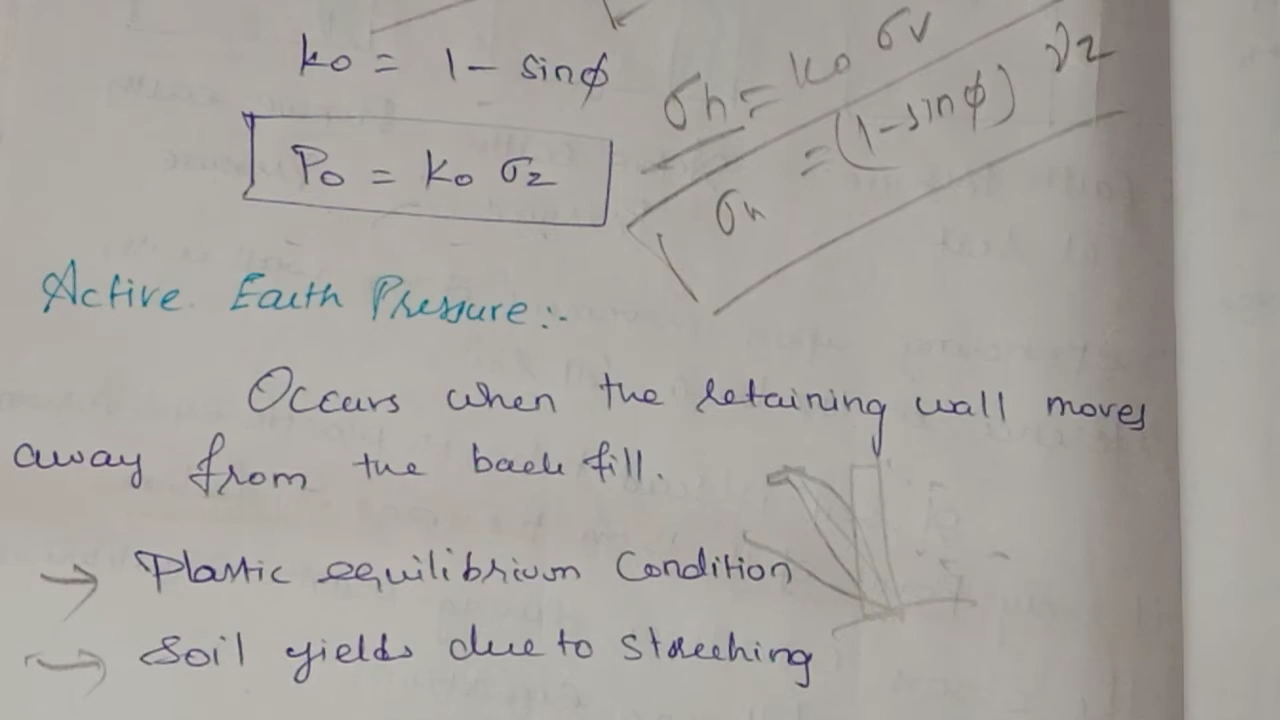 k₀ = 1 - sinϕ
P₀ = k₀ σz
σh = k₀ σv
σh = (1-sinϕ) γz
Active Earth Pressure:-
Occurs when the retaining wall moves
away from the back fill.
→ Plastic equilibrium Condition
→ Soil yields due to streching